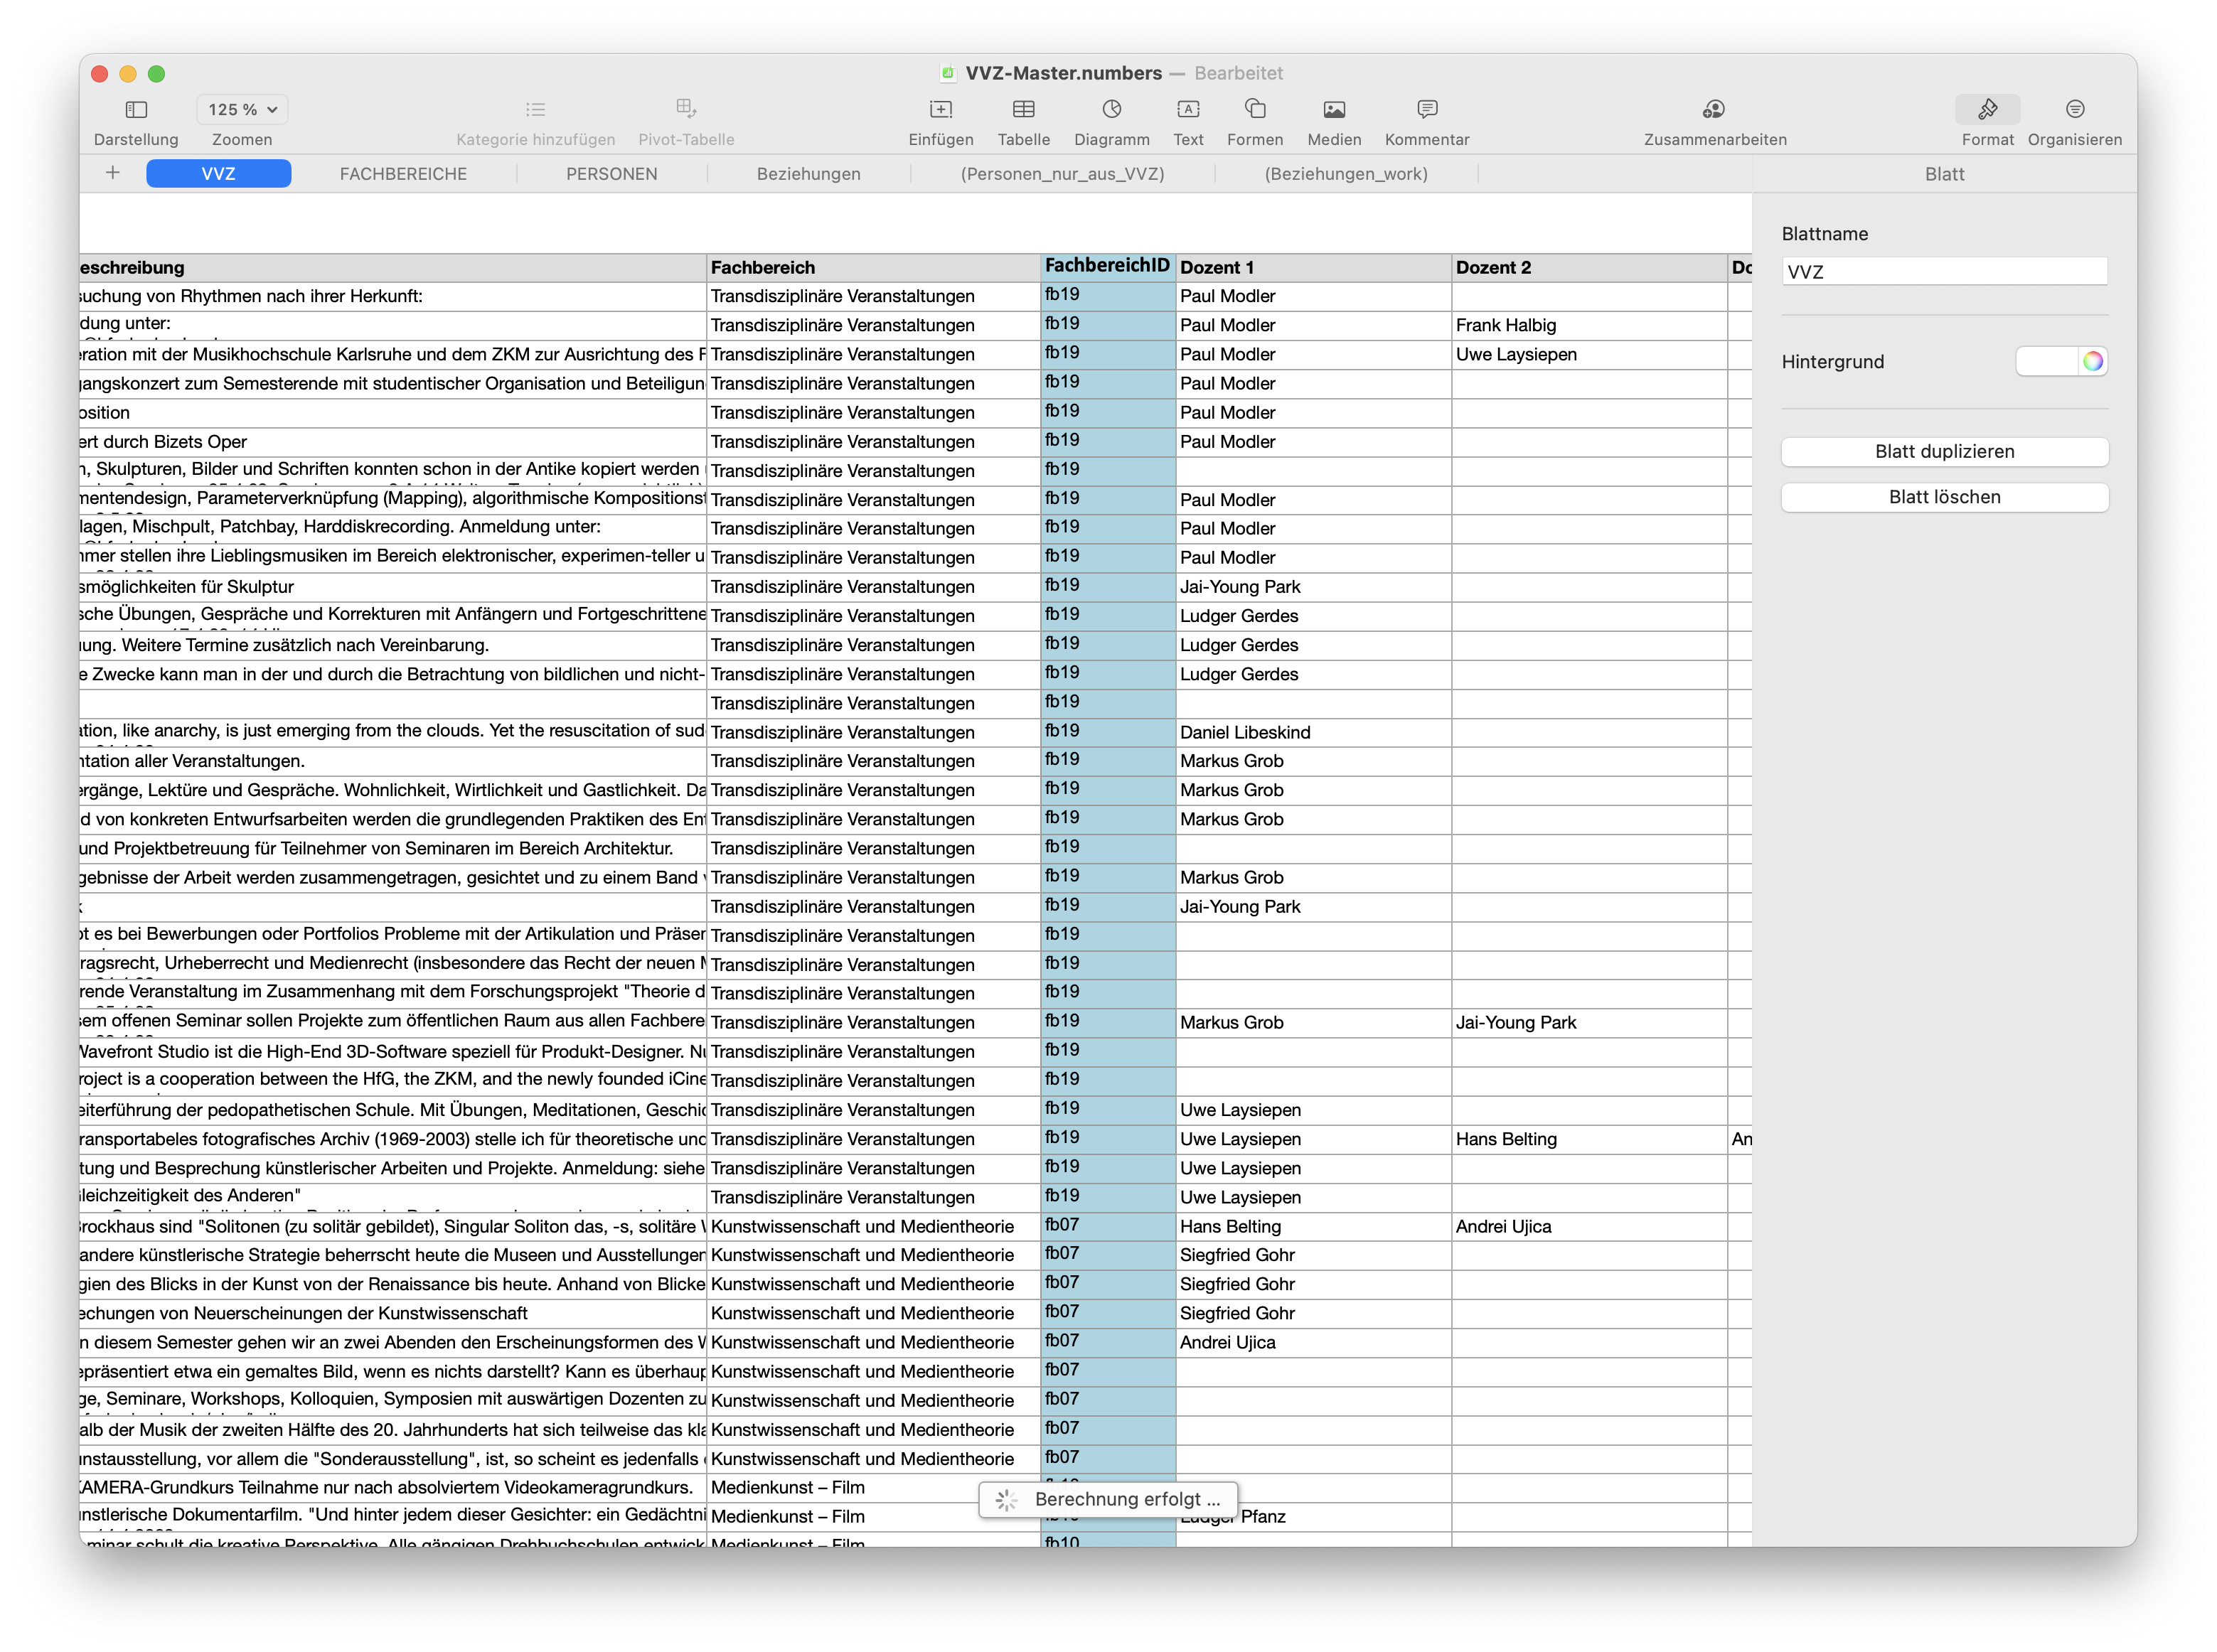 VVZ-Master.numbers — Bearbeitet
125 %
Darstellung Zoomen Kategorie hinzufügen Pivot-Tabelle Einfügen Tabelle Diagramm Text Formen Medien Kommentar Zusammenarbeiten Format Organisieren
VVZ FACHBEREICHE PERSONEN Beziehungen (Personen_nur_aus_VVZ) (Beziehungen_work) Blatt
Blattname
VVZ
Hintergrund
Blatt duplizieren
Blatt löschen
eschreibung Fachbereich FachbereichID Dozent 1 Dozent 2 Do
suchung von Rhythmen nach ihrer Herkunft: Transdisziplinäre Veranstaltungen fb19 Paul Modler
dung unter: Transdisziplinäre Veranstaltungen fb19 Paul Modler Frank Halbig
eration mit der Musikhochschule Karlsruhe und dem ZKM zur Ausrichtung des F Transdisziplinäre Veranstaltungen fb19 Paul Modler Uwe Laysiepen
gangskonzert zum Semesterende mit studentischer Organisation und Beteiligun Transdisziplinäre Veranstaltungen fb19 Paul Modler
osition Transdisziplinäre Veranstaltungen fb19 Paul Modler
ert durch Bizets Oper Transdisziplinäre Veranstaltungen fb19 Paul Modler
n, Skulpturen, Bilder und Schriften konnten schon in der Antike kopiert werden Transdisziplinäre Veranstaltungen fb19
mentendesign, Parameterverknüpfung (Mapping), algorithmische Kompositionst Transdisziplinäre Veranstaltungen fb19 Paul Modler
lagen, Mischpult, Patchbay, Harddiskrecording. Anmeldung unter: Transdisziplinäre Veranstaltungen fb19 Paul Modler
mmer stellen ihre Lieblingsmusiken im Bereich elektronischer, experimen-teller u Transdisziplinäre Veranstaltungen fb19 Paul Modler
smöglichkeiten für Skulptur Transdisziplinäre Veranstaltungen fb19 Jai-Young Park
sche Übungen, Gespräche und Korrekturen mit Anfängern und Fortgeschrittene Transdisziplinäre Veranstaltungen fb19 Ludger Gerdes
uung. Weitere Termine zusätzlich nach Vereinbarung. Transdisziplinäre Veranstaltungen fb19 Ludger Gerdes
e Zwecke kann man in der und durch die Betrachtung von bildlichen und nicht- Transdisziplinäre Veranstaltungen fb19 Ludger Gerdes
Transdisziplinäre Veranstaltungen fb19
ation, like anarchy, is just emerging from the clouds. Yet the resuscitation of sud Transdisziplinäre Veranstaltungen fb19 Daniel Libeskind
ntation aller Veranstaltungen. Transdisziplinäre Veranstaltungen fb19 Markus Grob
ergänge, Lektüre und Gespräche. Wohnlichkeit, Wirtlichkeit und Gastlichkeit. Da Transdisziplinäre Veranstaltungen fb19 Markus Grob
d von konkreten Entwurfsarbeiten werden die grundlegenden Praktiken des Ent Transdisziplinäre Veranstaltungen fb19 Markus Grob
und Projektbetreuung für Teilnehmer von Seminaren im Bereich Architektur. Transdisziplinäre Veranstaltungen fb19
gebnisse der Arbeit werden zusammengetragen, gesichtet und zu einem Band Transdisziplinäre Veranstaltungen fb19 Markus Grob
k Transdisziplinäre Veranstaltungen fb19 Jai-Young Park
bt es bei Bewerbungen oder Portfolios Probleme mit der Artikulation und Präser Transdisziplinäre Veranstaltungen fb19
ragsrecht, Urheberrecht und Medienrecht (insbesondere das Recht der neuen Transdisziplinäre Veranstaltungen fb19
rende Veranstaltung im Zusammenhang mit dem Forschungsprojekt "Theorie d Transdisziplinäre Veranstaltungen fb19
sem offenen Seminar sollen Projekte zum öffentlichen Raum aus allen Fachbere Transdisziplinäre Veranstaltungen fb19 Markus Grob Jai-Young Park
Wavefront Studio ist die High-End 3D-Software speziell für Produkt-Designer. Nu Transdisziplinäre Veranstaltungen fb19
roject is a cooperation between the HfG, the ZKM, and the newly founded iCine Transdisziplinäre Veranstaltungen fb19
eiterführung der pedopathetischen Schule. Mit Übungen, Meditationen, Geschic Transdisziplinäre Veranstaltungen fb19 Uwe Laysiepen
ransportabeles fotografisches Archiv (1969-2003) stelle ich für theoretische und Transdisziplinäre Veranstaltungen fb19 Uwe Laysiepen Hans Belting An
tung und Besprechung künstlerischer Arbeiten und Projekte. Anmeldung: siehe Transdisziplinäre Veranstaltungen fb19 Uwe Laysiepen
Gleichzeitigkeit des Anderen" Transdisziplinäre Veranstaltungen fb19 Uwe Laysiepen
Brockhaus sind "Solitonen (zu solitär gebildet), Singular Soliton das, -s, solitäre Kunstwissenschaft und Medientheorie fb07 Hans Belting Andrei Ujica
andere künstlerische Strategie beherrscht heute die Museen und Ausstellungen Kunstwissenschaft und Medientheorie fb07 Siegfried Gohr
gien des Blicks in der Kunst von der Renaissance bis heute. Anhand von Blicke Kunstwissenschaft und Medientheorie fb07 Siegfried Gohr
echungen von Neuerscheinungen der Kunstwissenschaft Kunstwissenschaft und Medientheorie fb07 Siegfried Gohr
n diesem Semester gehen wir an zwei Abenden den Erscheinungsformen des W Kunstwissenschaft und Medientheorie fb07 Andrei Ujica
epräsentiert etwa ein gemaltes Bild, wenn es nichts darstellt? Kann es überhaup Kunstwissenschaft und Medientheorie fb07
ge, Seminare, Workshops, Kolloquien, Symposien mit auswärtigen Dozenten zu Kunstwissenschaft und Medientheorie fb07
alb der Musik der zweiten Hälfte des 20. Jahrhunderts hat sich teilweise das kla Kunstwissenschaft und Medientheorie fb07
unstausstellung, vor allem die "Sonderausstellung", ist, so scheint es jedenfalls Kunstwissenschaft und Medientheorie fb07
KAMERA-Grundkurs Teilnahme nur nach absolviertem Videokameragrundkurs. Medienkunst – Film
Berechnung erfolgt ...
instlerische Dokumentarfilm. "Und hinter jedem dieser Gesichter: ein Gedächtni Medienkunst – Film Ludger Pfanz
minar schult die kreative Perspektive. Alle gängigen Drehbuchschulen entwick Medienkunst – Film fb10